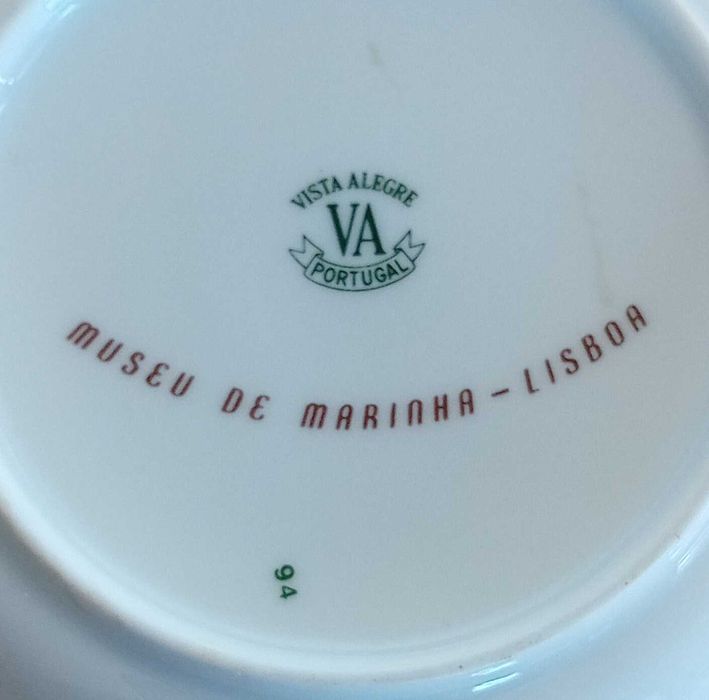 VISTA ALEGRE
VA
PORTUGAL
MUSEU DE MARINHA – LISBOA
94